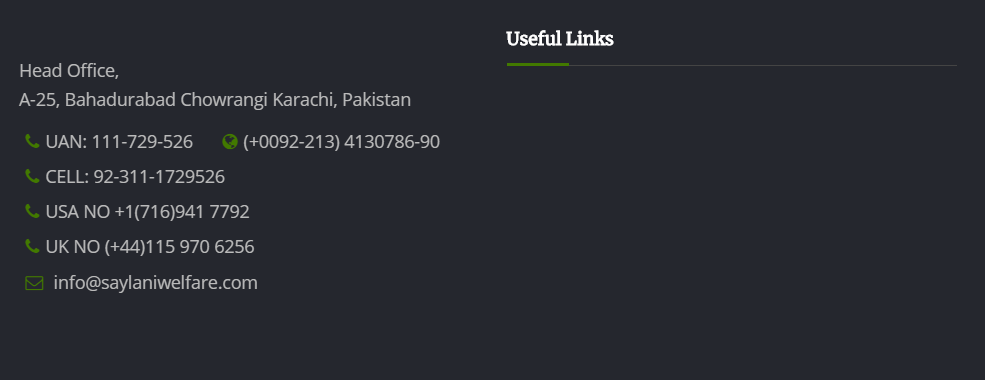 Useful Links
Head Office,
A-25, Bahadurabad Chowrangi Karachi, Pakistan
UAN: 111-729-526 (+0092-213) 4130786-90
CELL: 92-311-1729526
USA NO +1(716)941 7792
UK NO (+44)115 970 6256
info@saylaniwelfare.com